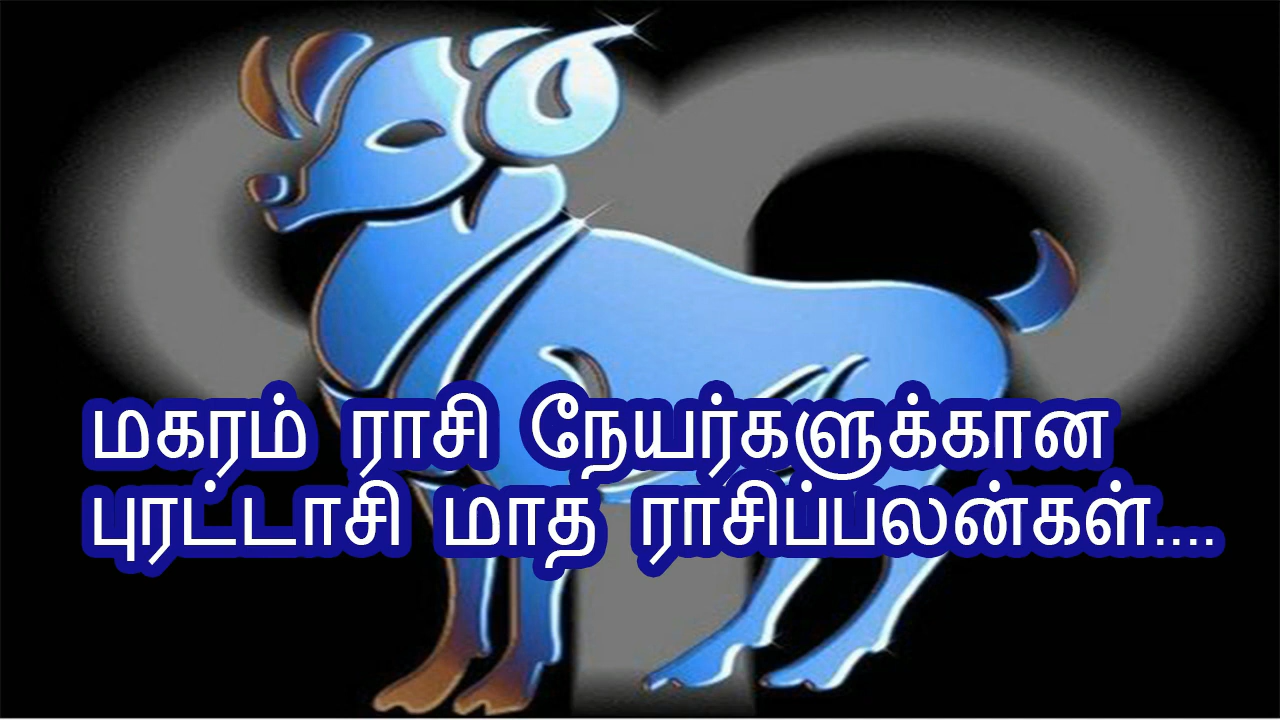 மகரம் ராசி நேயர்களுக்கான
புரட்டாசி மாத ராசிப்பலன்கள்....